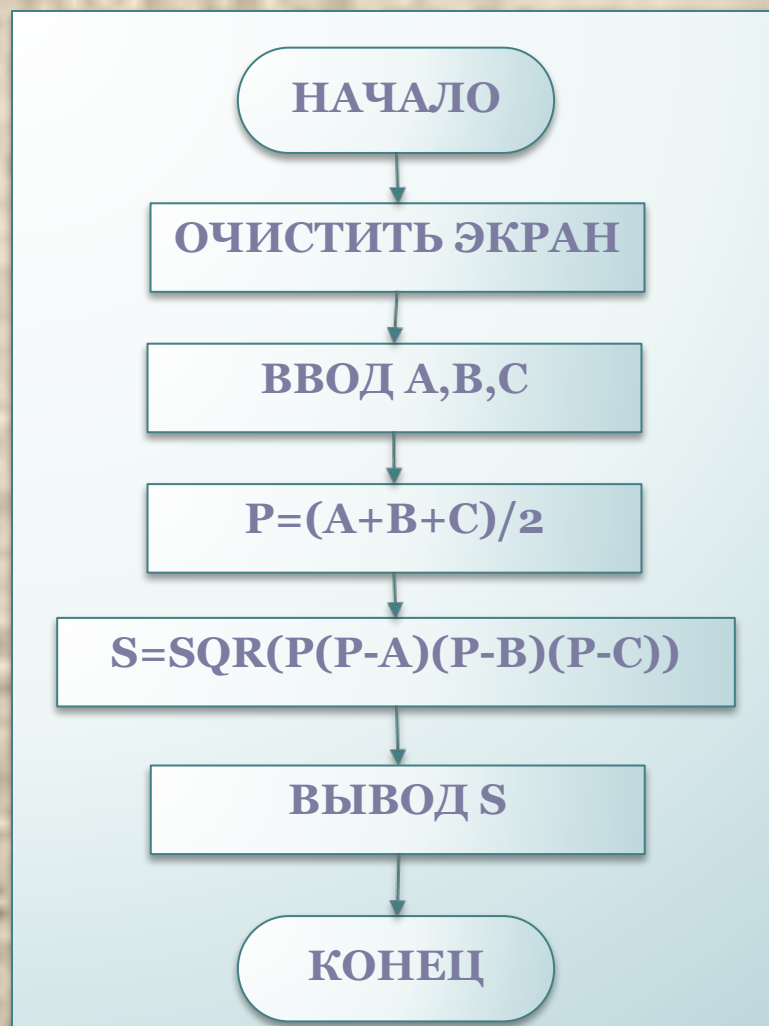 НАЧАЛО
ОЧИСТИТЬ ЭКРАН
ВВОД A,B,C
P=(A+B+C)/2
S=SQR(P(P-A)(P-B)(P-C))
ВЫВОД S
КОНЕЦ